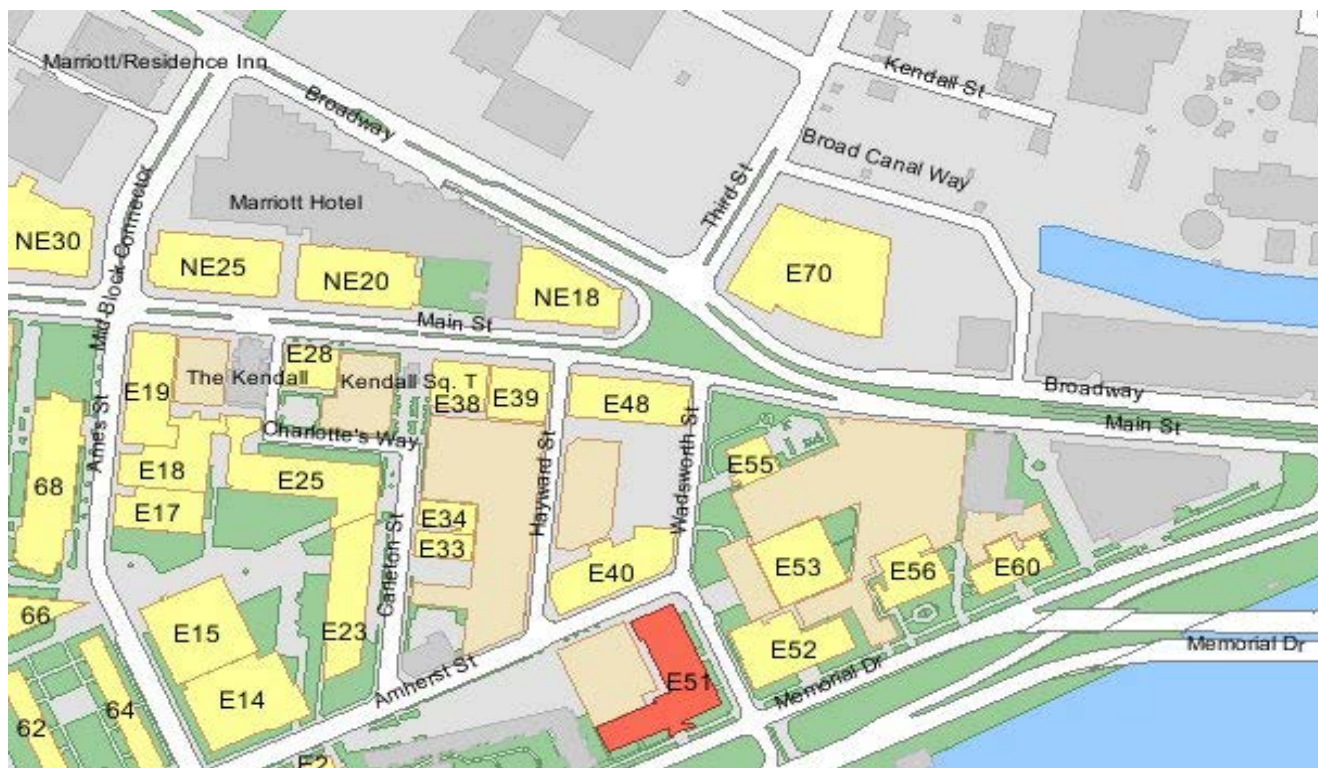 Marriott/Residence Inn
Broadway
Kendall St
Broad Canal Way
Third St
Mid Block Connector
Marriott Hotel
NE30
NE25
NE20
NE18
E70
Main St
Broadway
Main St
E28
The Kendall
Kendall Sq. T
E19
E38
E39
E48
Charlotte's Way
Ames St
Hayward St
Wadsworth St
68
E18
E25
E17
E55
E34
E33
Carleton St
E40
E53
E56
E60
66
E15
E23
E52
Amherst St
Memorial Dr
Memorial Dr
E51
E14
64
62